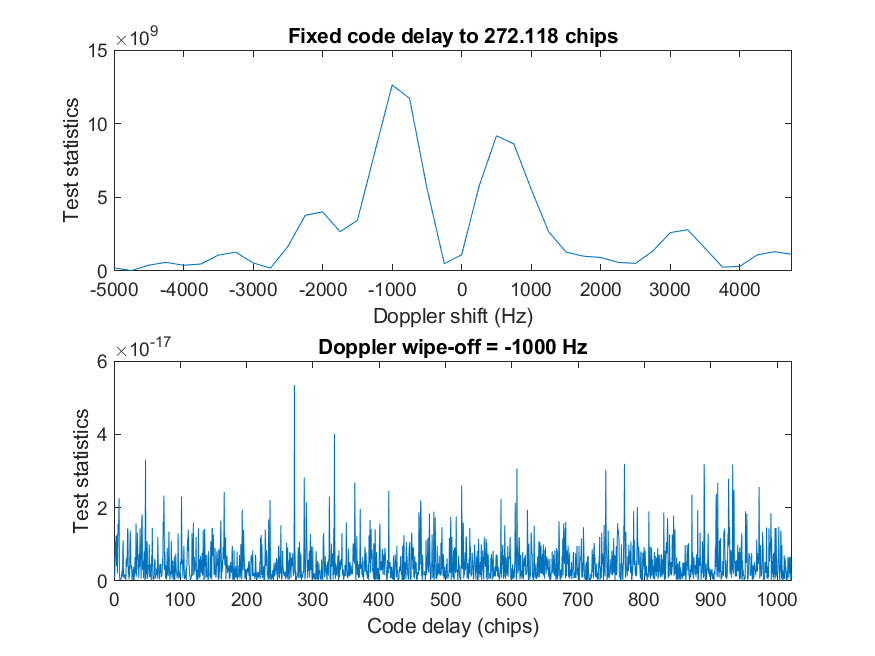 ×10^9
Fixed code delay to 272.118 chips
15
10
5
0
Test statistics
-5000 -4000 -3000 -2000 -1000 0 1000 2000 3000 4000
Doppler shift (Hz)
×10^-17
Doppler wipe-off = -1000 Hz
6
4
2
0
Test statistics
0 100 200 300 400 500 600 700 800 900 1000
Code delay (chips)